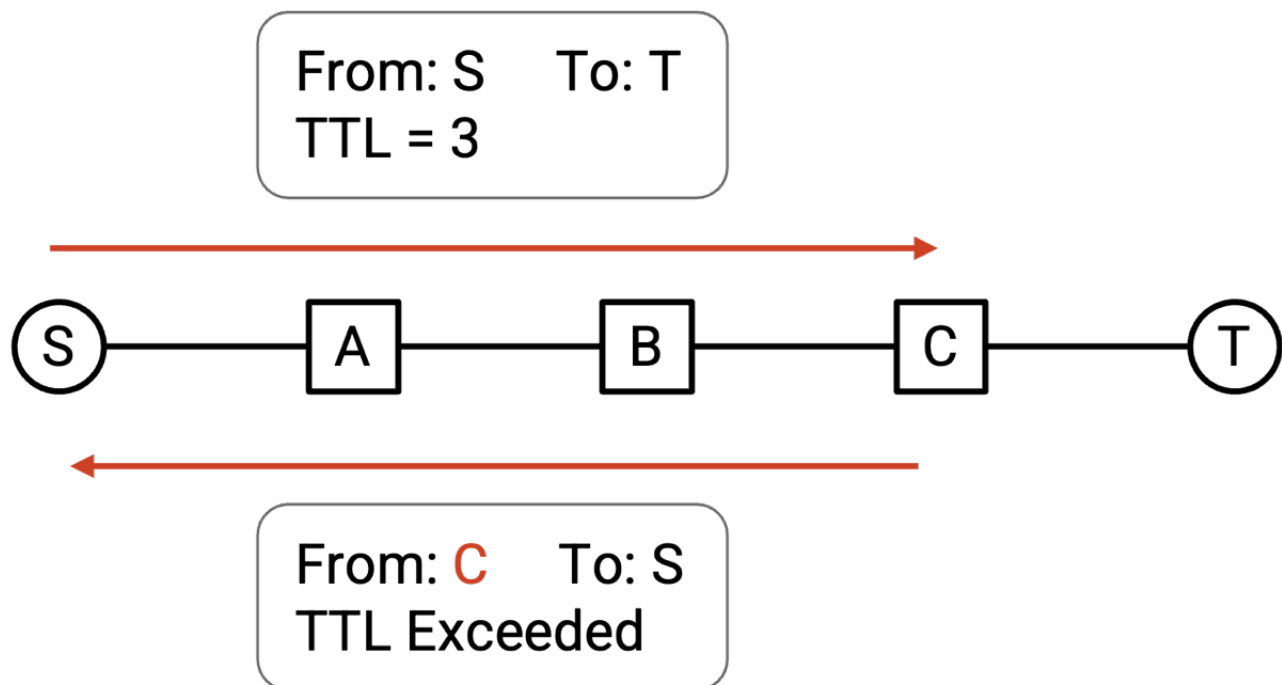 From: S To: T
TTL = 3
S A B C T
From: C To: S
TTL Exceeded